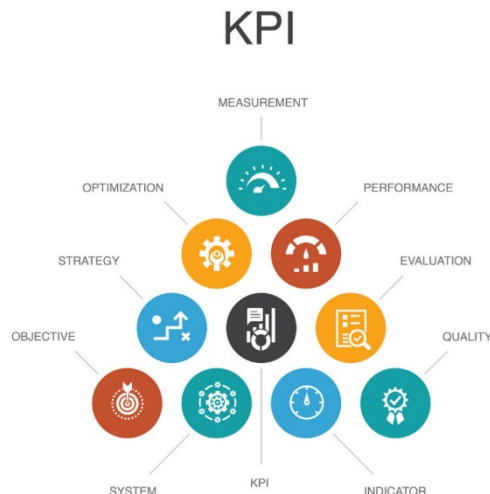 KPI
MEASUREMENT
OPTIMIZATION
PERFORMANCE
STRATEGY
EVALUATION
OBJECTIVE
QUALITY
SYSTEM
KPI
INDICATOR